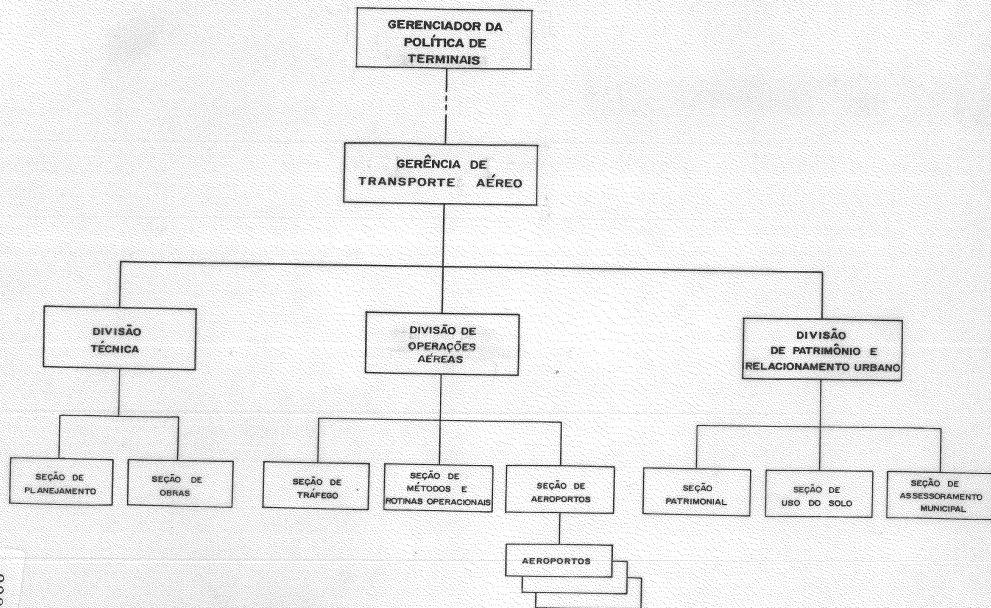 GERENCIADOR DA
POLÍTICA DE
TERMINAIS
GERÊNCIA DE
TRANSPORTE AÉREO
DIVISÃO
TÉCNICA
DIVISÃO DE
OPERAÇÕES
AÉREAS
DIVISÃO
DE PATRIMÔNIO E
RELACIONAMENTO URBANO
SEÇÃO DE
PLANEJAMENTO
SEÇÃO DE
OBRAS
SEÇÃO DE
TRÁFEGO
SEÇÃO DE
MÉTODOS E
ROTINAS OPERACIONAIS
SEÇÃO DE
AEROPORTOS
SEÇÃO
PATRIMONIAL
SEÇÃO DE
USO DO SOLO
SEÇÃO DE
ASSESSORAMENTO
MUNICIPAL
AEROPORTOS